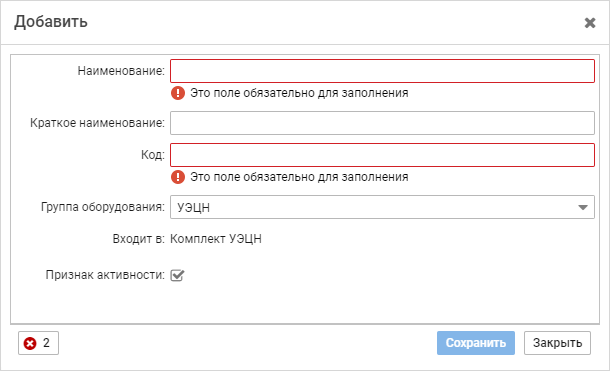 Добавить
Наименование:
Это поле обязательно для заполнения
Краткое наименование:
Код:
Это поле обязательно для заполнения
Группа оборудования: УЭЦН
Входит в: Комплект УЭЦН
Признак активности:
2 Сохранить Закрыть